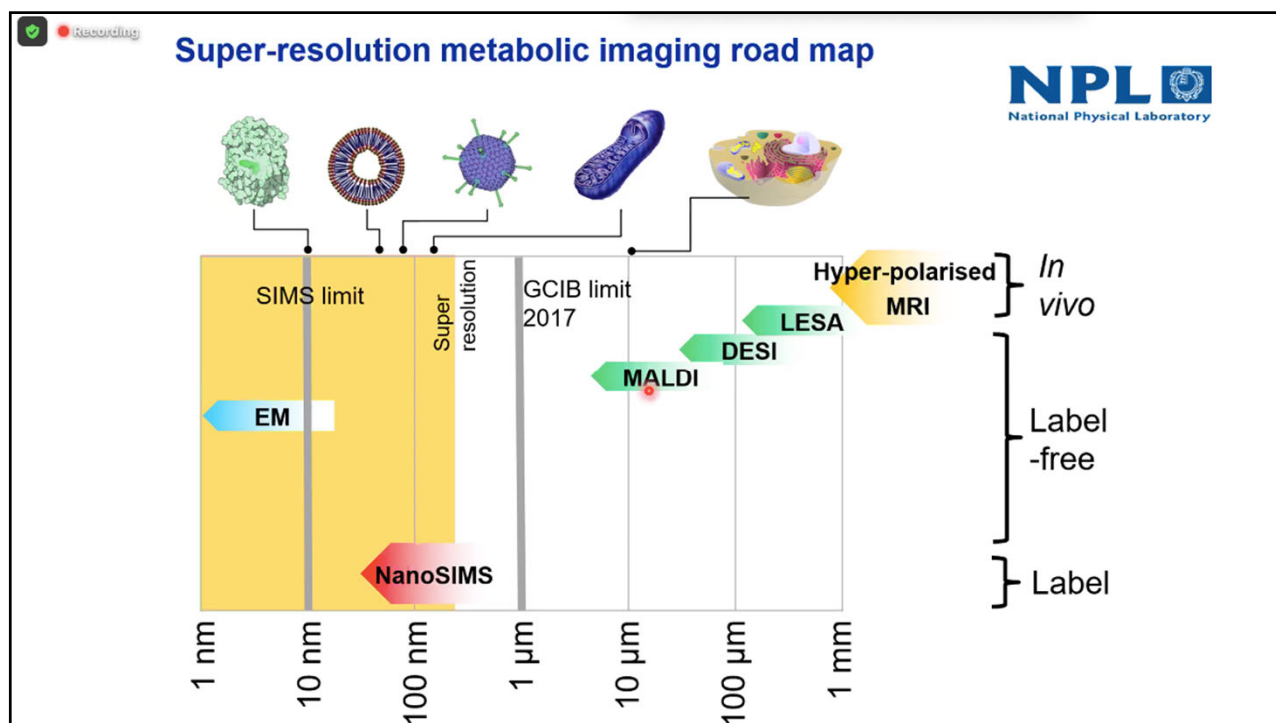 Recording
Super-resolution metabolic imaging road map
NPL
National Physical Laboratory
SIMS limit
Super
resolution
GCIB limit
2017
Hyper-polarised
MRI
In
vivo
LESA
DESI
MALDI
EM
Label
-free
NanoSIMS
Label
1 nm
10 nm
100 nm
1 µm
10 µm
100 µm
1 mm